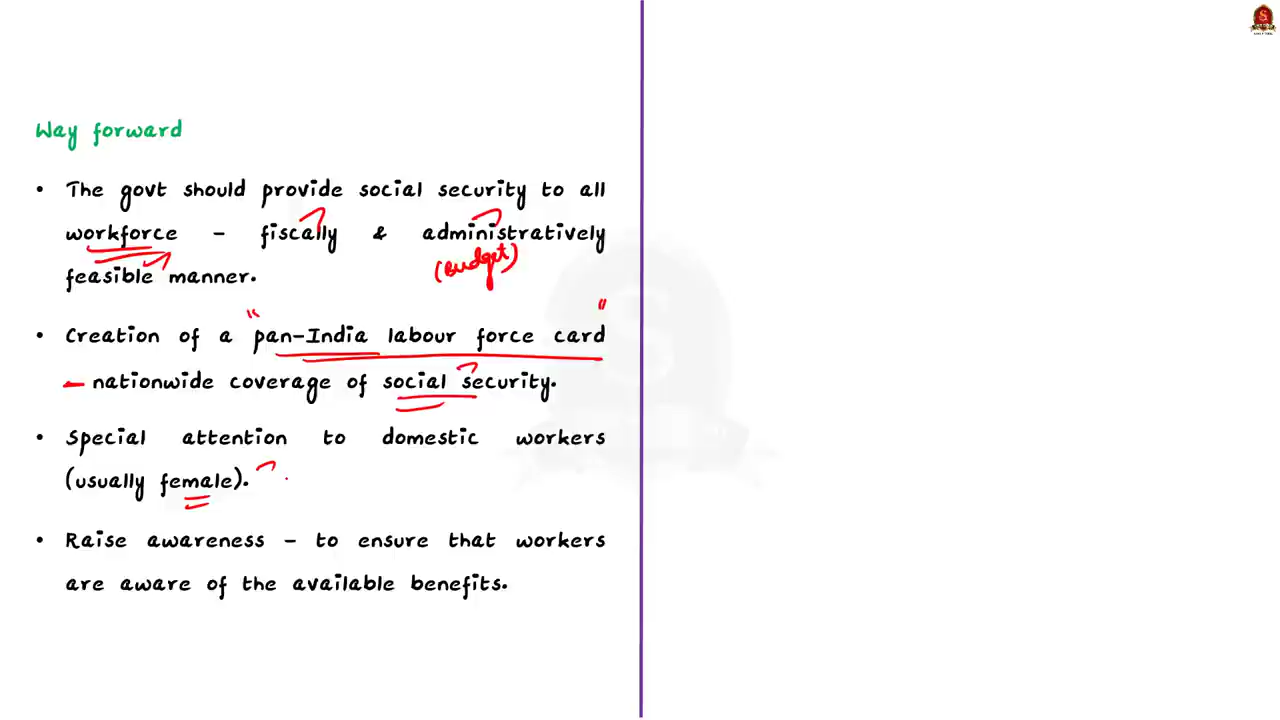 Way forward
• The govt should provide social security to all
workforce – fiscally & administratively
(Budget)
feasible manner.
• Creation of a "pan-India labour force card"
– nationwide coverage of social security.
• Special attention to domestic workers
(usually female).
• Raise awareness – to ensure that workers
are aware of the available benefits.